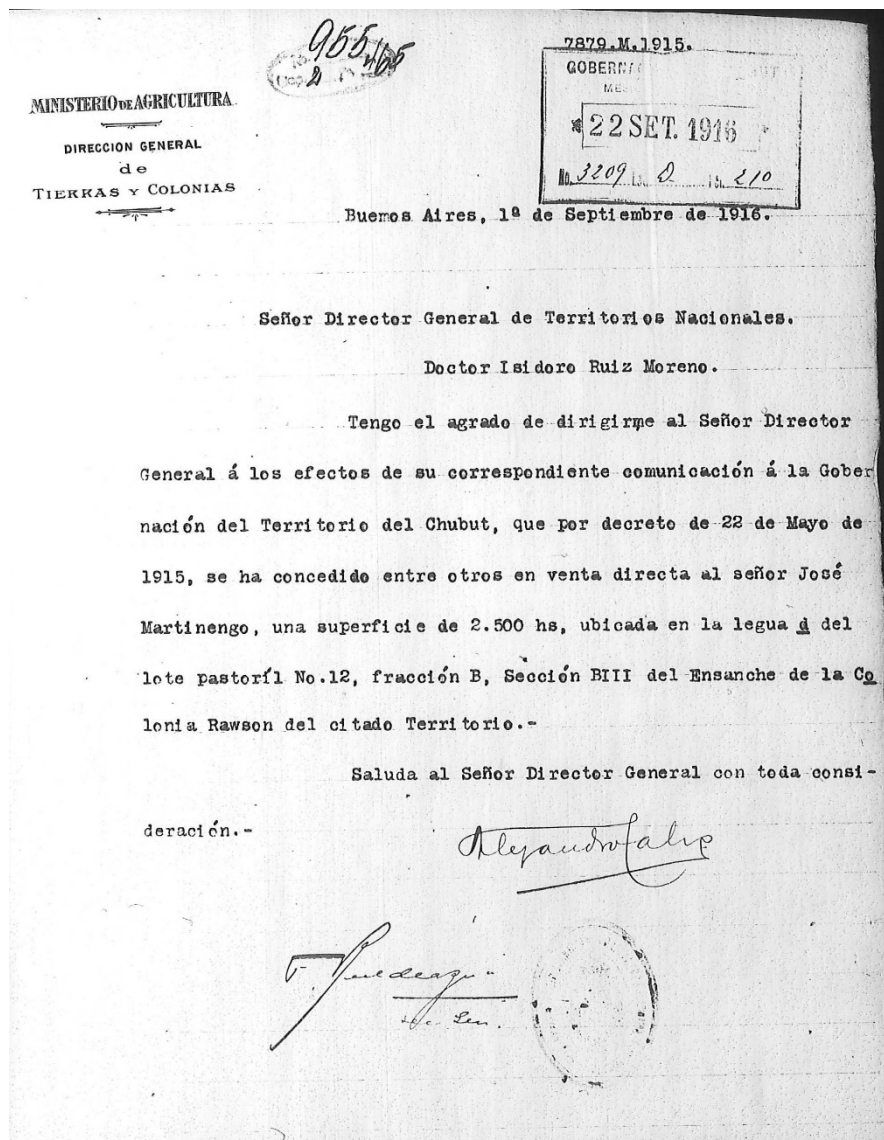 955
7879.M.1915.
MINISTERIO DE AGRICULTURA
DIRECCION GENERAL
de
TIERRAS Y COLONIAS
22 SET. 1916
No. 3209 D 210
Buenos Aires, 1ª de Septiembre de 1916.
Señor Director General de Territorios Nacionales.
Doctor Isidoro Ruiz Moreno.
Tengo el agrado de dirigirme al Señor Director
General á los efectos de su correspondiente comunicación á la Gober
nación del Territorio del Chubut, que por decreto de 22 de Mayo de
1915, se ha concedido entre otros en venta directa al señor José
Martinengo, una superficie de 2.500 hs, ubicada en la legua d del
lote pastoríl No.12, fracción B, Sección BIII del Ensanche de la Co
lonia Rawson del citado Territorio.-
Saluda al Señor Director General con toda consi-
deración.-
Alejandro